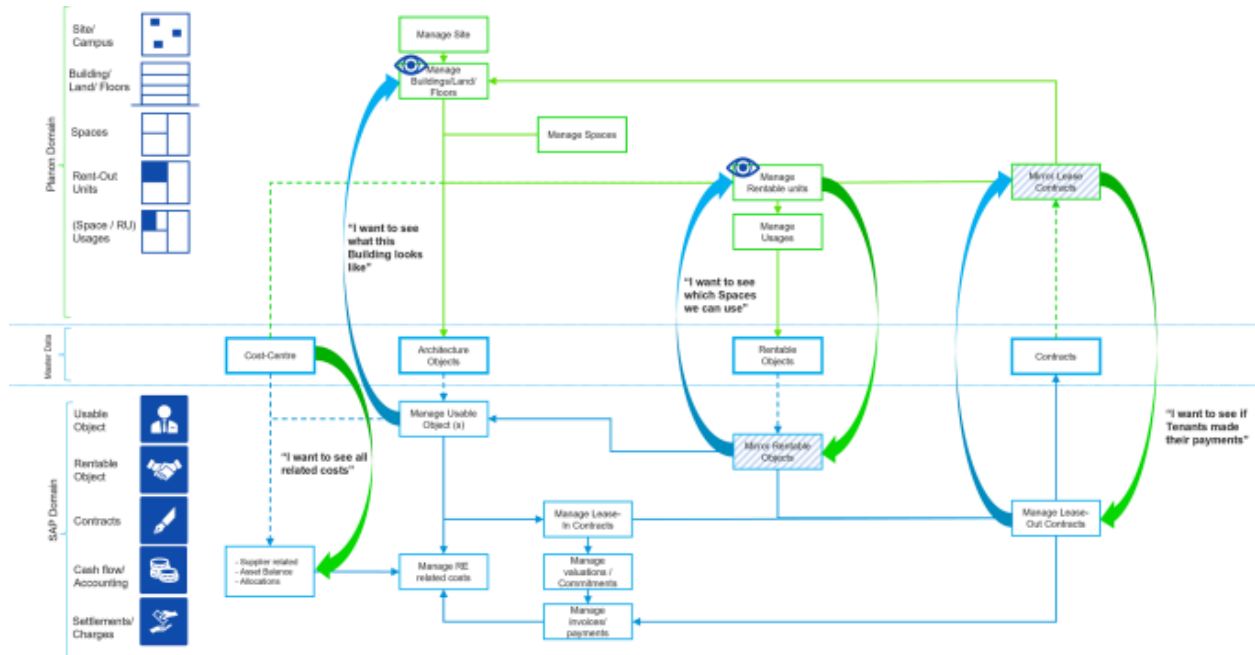 Planon Domain
Site/
Campus
Building/
Land/ Floors
Spaces
Rent-Out
Units
(Space / RU)
Usages
Manage Site
Manage
Buildings/Land/
Floors
Manage Spaces
Manage
Rentable units
Manage
Usages
Mirror Lease
Contracts
“I want to see
what this
Building looks
like”
“I want to see
which Spaces
we can use”
Master Data
Cost-Centre
Architecture
Objects
Rentable
Objects
Contracts
SAP Domain
Usable
Object
Rentable
Object
Contracts
Cash flow/
Accounting
Settlements/
Charges
Manage Usable
Object (x)
Mirror Rentable
Objects
“I want to see if
Tenants made
their payments”
“I want to see all
related costs”
Manage Lease-
In Contracts
Manage Lease-
Out Contracts
- Supplier related
- Asset Balance
- Allocations
Manage RE
related costs
Manage
valuations /
Commitments
Manage
invoices/
payments